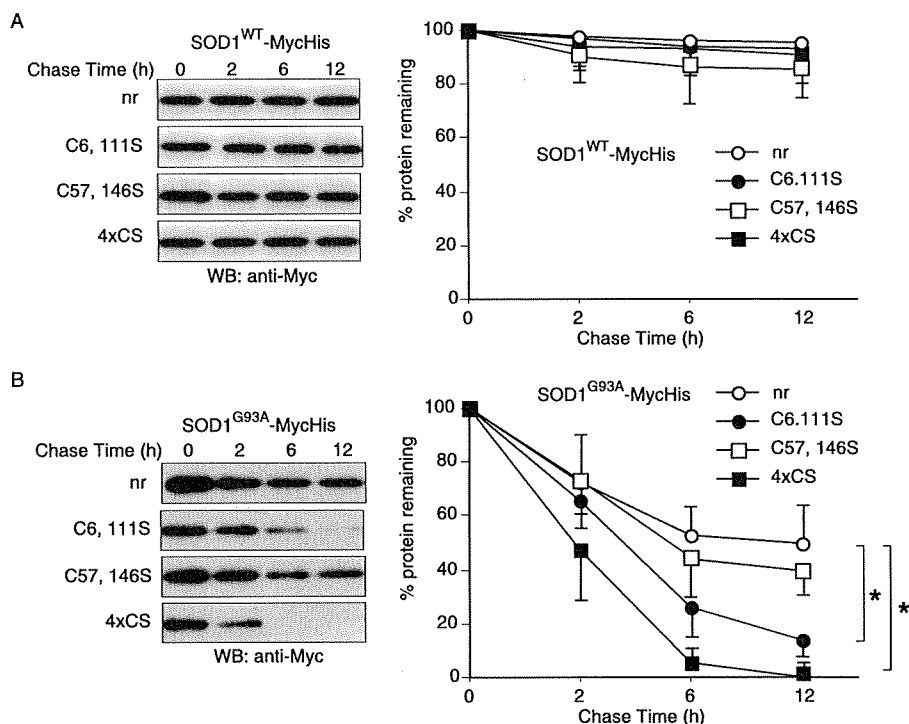 A
SOD1WT-MycHis
Chase Time (h) 0 2 6 12
nr
C6, 111S
C57, 146S
4xCS
WB: anti-Myc
% protein remaining
100
80
60
40
20
0
SOD1WT-MycHis
nr
C6.111S
C57, 146S
4xCS
0 2 6 12
Chase Time (h)
B
SOD1G93A-MycHis
Chase Time (h) 0 2 6 12
nr
C6, 111S
C57, 146S
4xCS
WB: anti-Myc
% protein remaining
100
80
60
40
20
0
SOD1G93A-MycHis
nr
C6.111S
C57, 146S
4xCS
*
*
0 2 6 12
Chase Time (h)